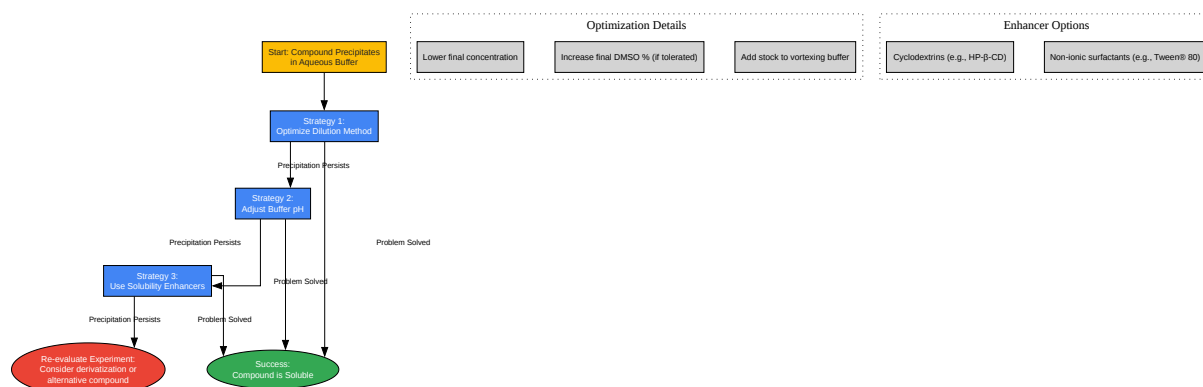 Optimization Details
Enhancer Options
Start: Compound Precipitates
in Aqueous Buffer
Lower final concentration
Increase final DMSO % (if tolerated)
Add stock to vortexing buffer
Cyclodextrins (e.g., HP-β-CD)
Non-ionic surfactants (e.g., Tween® 80)
Strategy 1:
Optimize Dilution Method
Precipitation Persists
Strategy 2:
Adjust Buffer pH
Precipitation Persists
Problem Solved
Strategy 3:
Use Solubility Enhancers
Problem Solved
Precipitation Persists
Problem Solved
Re-evaluate Experiment:
Consider derivatization or
alternative compound
Success:
Compound is Soluble